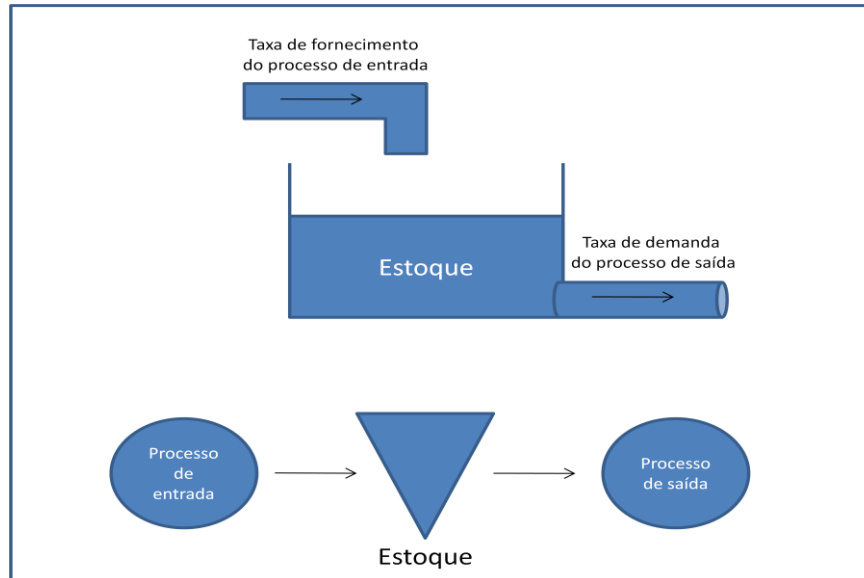 Taxa de fornecimento
do processo de entrada
Estoque
Taxa de demanda
do processo de saída
Processo
de
entrada
Processo
de saída
Estoque